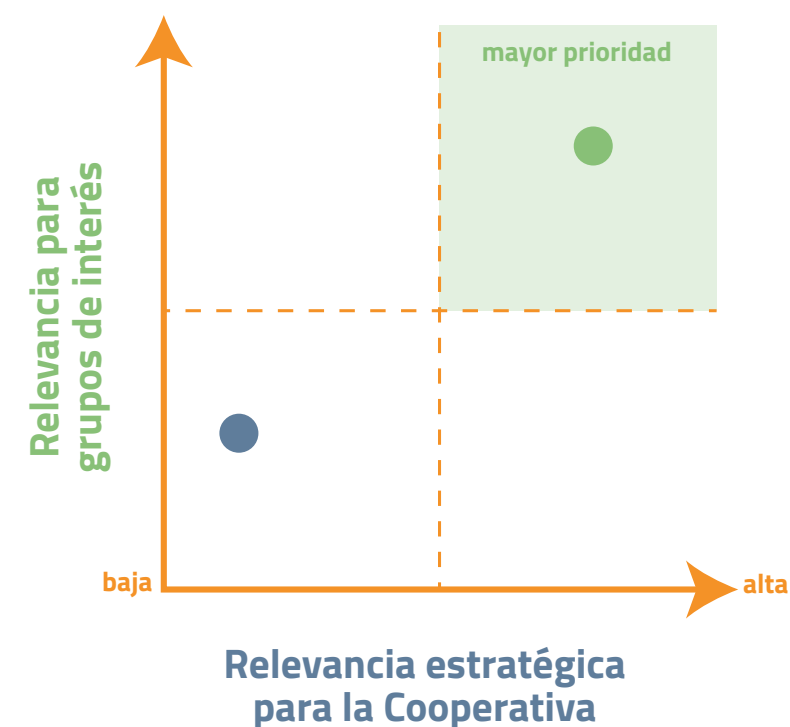 mayor prioridad
Relevancia para
grupos de interés
baja
alta
Relevancia estratégica
para la Cooperativa